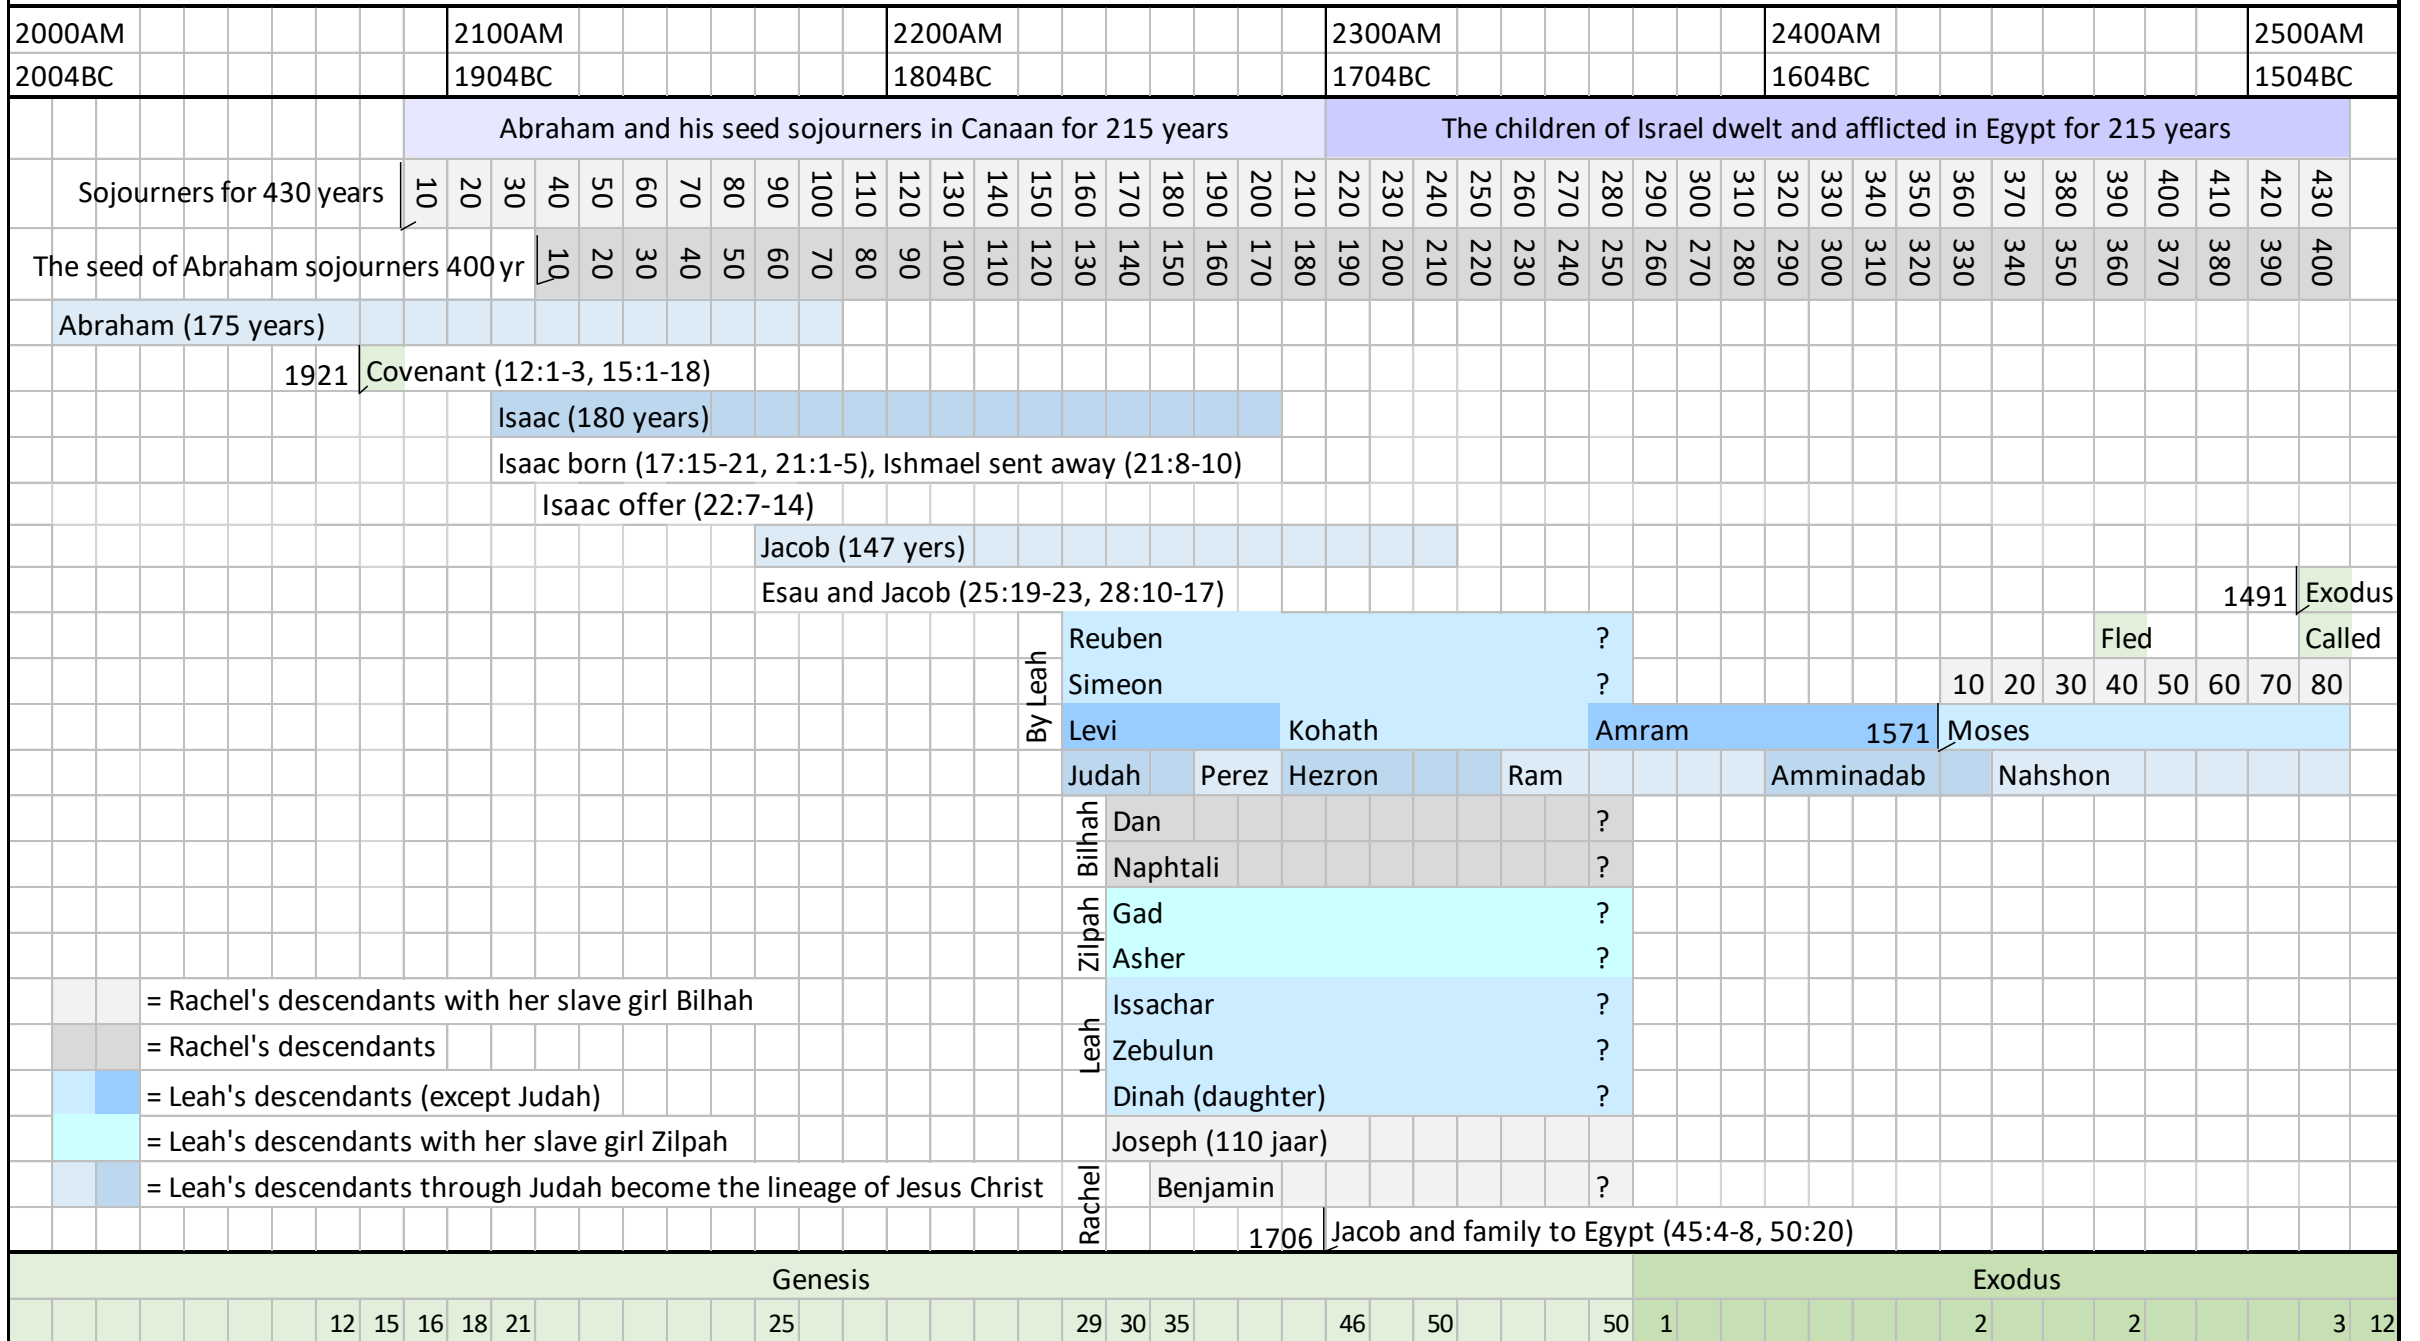 2000AM 2100AM 2200AM 2300AM 2400AM 2500AM
2004BC 1904BC 1804BC 1704BC 1604BC 1504BC
Abraham and his seed sojourners in Canaan for 215 years The children of Israel dwelt and afflicted in Egypt for 215 years
Sojourners for 430 years 10 20 30 40 50 60 70 80 90 100 110 120 130 140 150 160 170 180 190 200 210 220 230 240 250 260 270 280 290 300 310 320 330 340 350 360 370 380 390 400 410 420 430
The seed of Abraham sojourners 400 yr 10 20 30 40 50 60 70 80 90 100 110 120 130 140 150 160 170 180 190 200 210 220 230 240 250 260 270 280 290 300 310 320 330 340 350 360 370 380 390 400
Abraham (175 years)
1921 Covenant (12:1-3, 15:1-18)
Isaac (180 years)
Isaac born (17:15-21, 21:1-5), Ishmael sent away (21:8-10)
Isaac offer (22:7-14)
Jacob (147 yers)
Esau and Jacob (25:19-23, 28:10-17) 1491 Exodus
By Leah
Reuben ? Fled Called
Simeon ? 10 20 30 40 50 60 70 80
Levi Kohath Amram 1571 Moses
Judah Perez Hezron Ram Amminadab Nahshon
Bilhah
Dan ?
Naphtali ?
Zilpah
Gad ?
Asher ?
Leah
= Rachel's descendants with her slave girl Bilhah Issachar ?
= Rachel's descendants Zebulun ?
= Leah's descendants (except Judah) Dinah (daughter) ?
= Leah's descendants with her slave girl Zilpah Joseph (110 jaar)
Rachel
= Leah's descendants through Judah become the lineage of Jesus Christ Benjamin ?
1706 Jacob and family to Egypt (45:4-8, 50:20)
Genesis Exodus
12 15 16 18 21 25 29 30 35 46 50 50 1 2 2 3 12